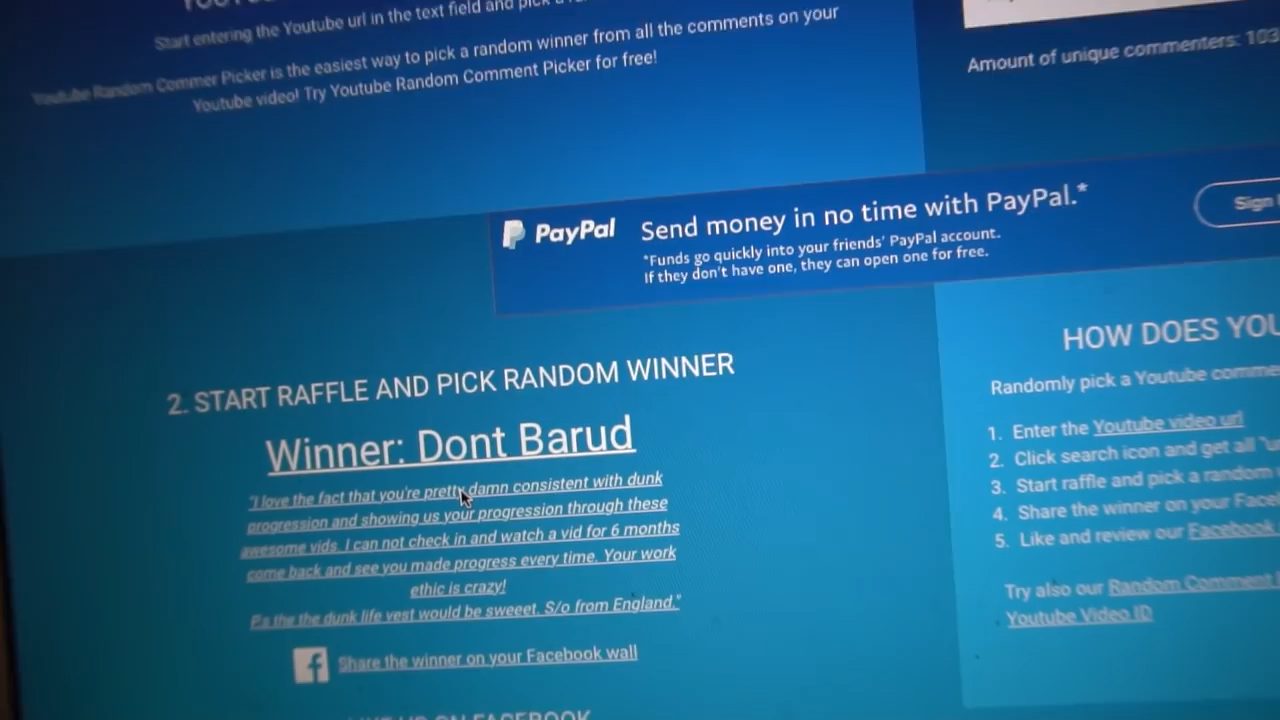 Start entering the Youtube url in the text field and pick a
Youtube Random Commer Picker is the easiest way to pick a random winner from all the comments on your
Youtube video! Try Youtube Random Comment Picker for free!
Amount of unique commenters: 103
PayPal
Send money in no time with PayPal.*
*Funds go quickly into your friends' PayPal account.
If they don't have one, they can open one for free.
Sign
2. START RAFFLE AND PICK RANDOM WINNER
Winner: Dont Barud
"I love the fact that you're pretty damn consistent with dunk
progression and showing us your progression through these
awesome vids. I can not check in and watch a vid for 6 months
come back and see you made progress every time. Your work
ethic is crazy!
P.s the the dunk life vest would be sweeet. S/o from England."
Share the winner on your Facebook wall
HOW DOES YOU
Randomly pick a Youtube comme
1. Enter the Youtube video url
2. Click search icon and get all "u
3. Start raffle and pick a random
4. Share the winner on your Face
5. Like and review our Facebook
Try also our Random Comment
Youtube Video ID